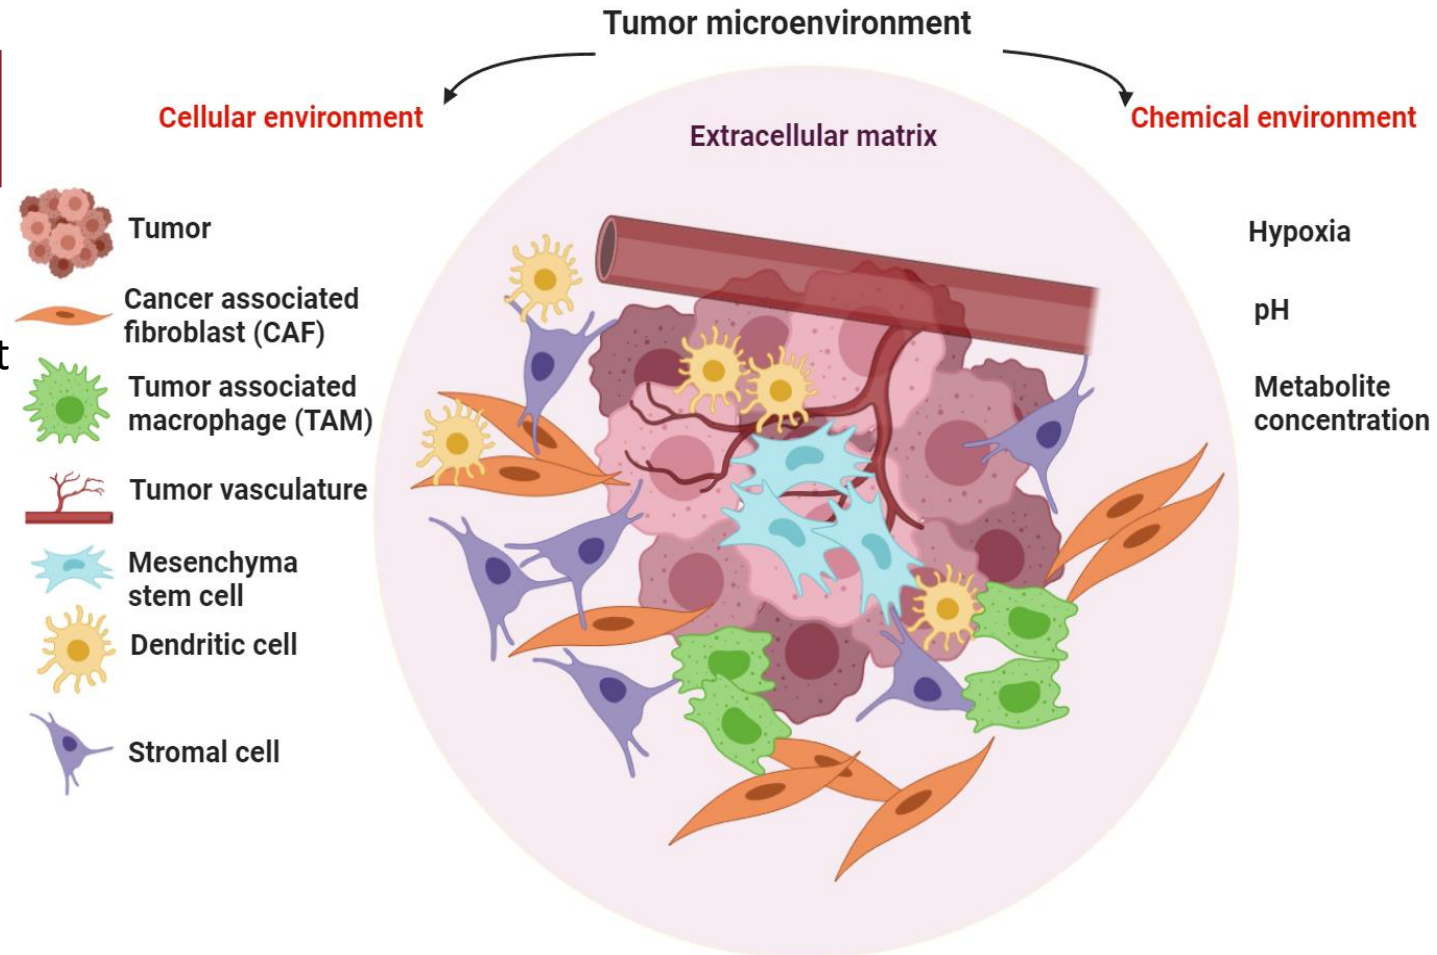 Tumor microenvironment
Cellular environment
Chemical environment
Extracellular matrix
Tumor
Cancer associated
fibroblast (CAF)
t
Tumor associated
macrophage (TAM)
Tumor vasculature
Mesenchyma
stem cell
Dendritic cell
Stromal cell
Hypoxia
pH
Metabolite
concentration